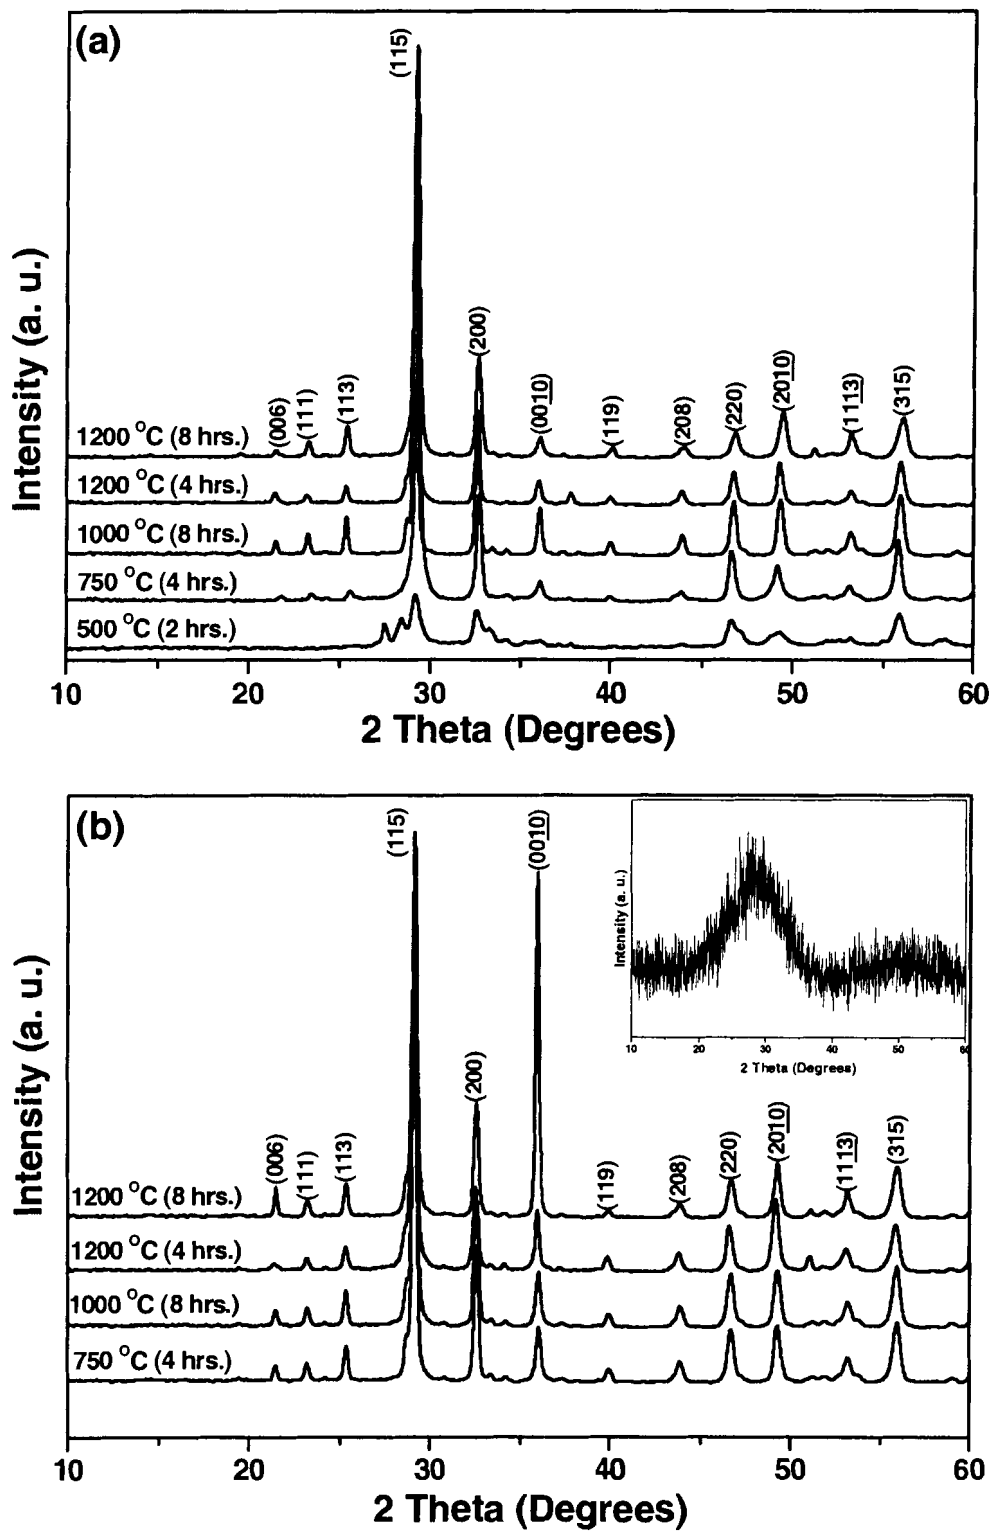 (a)
(115)
(200)
(006)
(111)
(113)
(0010)
(119)
(208)
(220)
(2010)
(1113)
(315)
1200 °C (8 hrs.)
1200 °C (4 hrs.)
1000 °C (8 hrs.)
750 °C (4 hrs.)
500 °C (2 hrs.)
Intensity (a. u.)
10 20 30 40 50 60
2 Theta (Degrees)
(b)
(115)
(0010)
(200)
(006)
(111)
(113)
(119)
(208)
(220)
(2010)
(1113)
(315)
Intensity (a. u.)
10 20 30 40 50 60
2 Theta (Degrees)
1200 °C (8 hrs.)
1200 °C (4 hrs.)
1000 °C (8 hrs.)
750 °C (4 hrs.)
Intensity (a. u.)
10 20 30 40 50 60
2 Theta (Degrees)